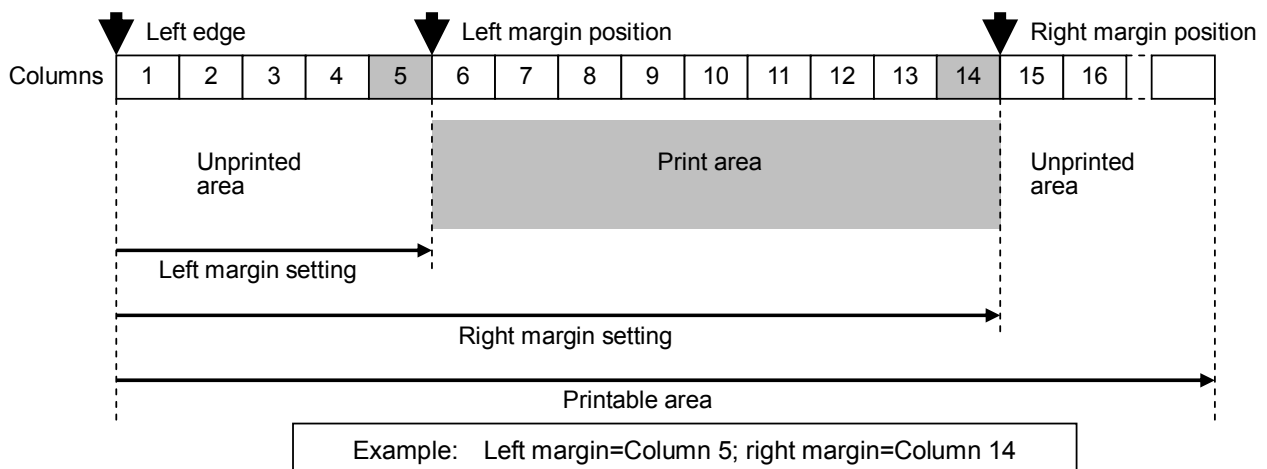 Left edge Left margin position Right margin position
Columns 1 2 3 4 5 6 7 8 9 10 11 12 13 14 15 16
Unprinted area Print area Unprinted area
Left margin setting
Right margin setting
Printable area
Example: Left margin=Column 5; right margin=Column 14